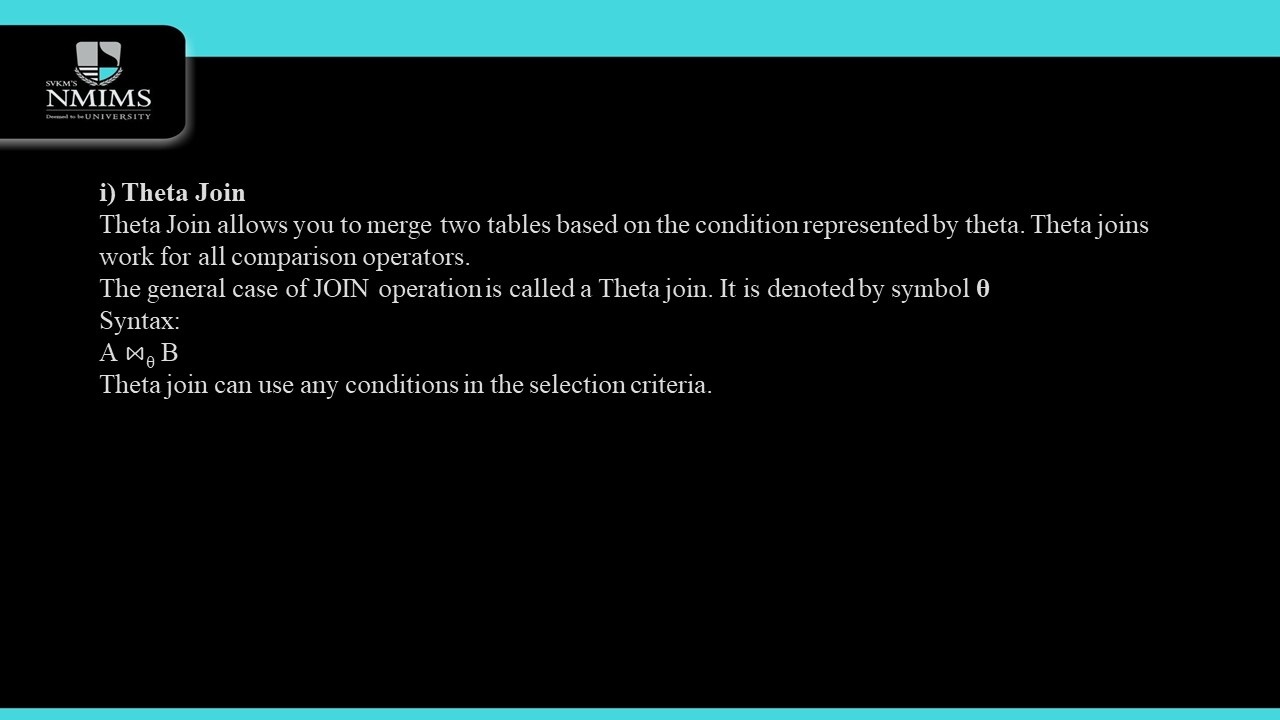 SVKM'S
NMIMS
Deemed to be UNIVERSITY
i) Theta Join
Theta Join allows you to merge two tables based on the condition represented by theta. Theta joins
work for all comparison operators.
The general case of JOIN operation is called a Theta join. It is denoted by symbol θ
Syntax:
A ⋈θ B
Theta join can use any conditions in the selection criteria.